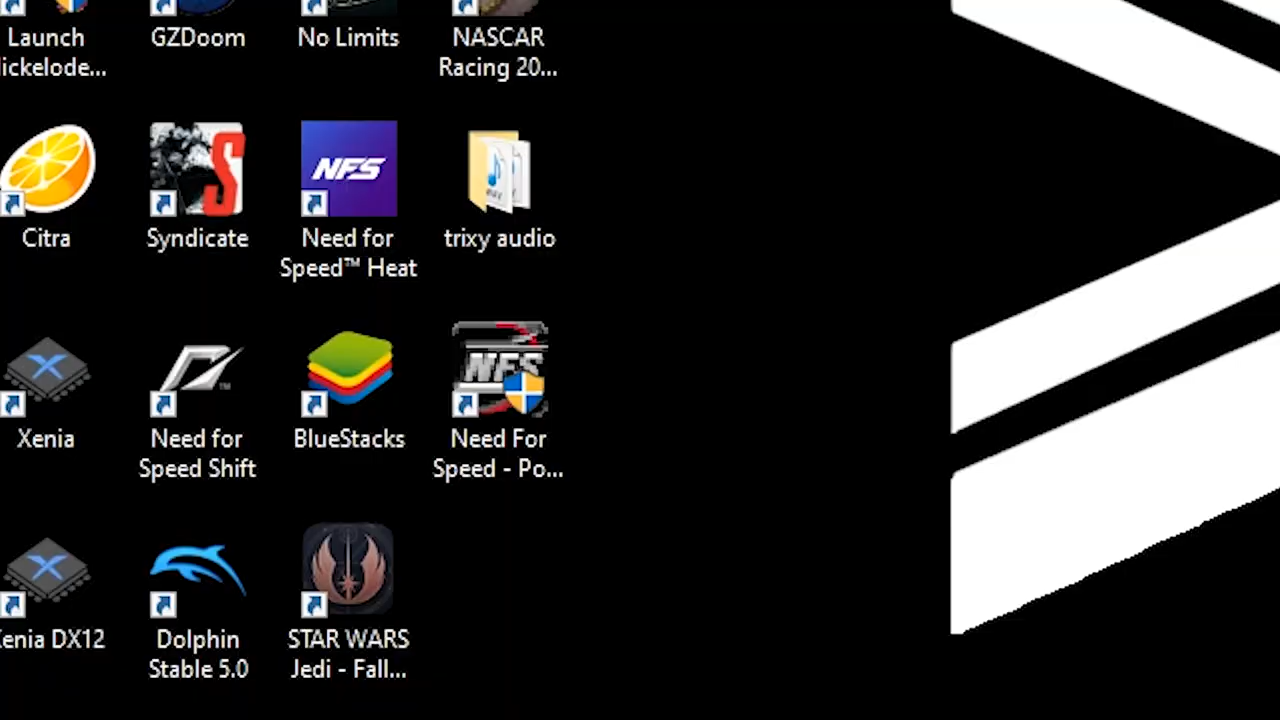 Launch
ickelode...
GZDoom
No Limits
NASCAR
Racing 20...
Citra
S
Syndicate
NFS
Need for
Speed™ Heat
trixy audio
Xenia
Need for
Speed Shift
BlueStacks
NFS
Need For
Speed - Po...
Xenia DX12
Dolphin
Stable 5.0
STAR WARS
Jedi - Fall...